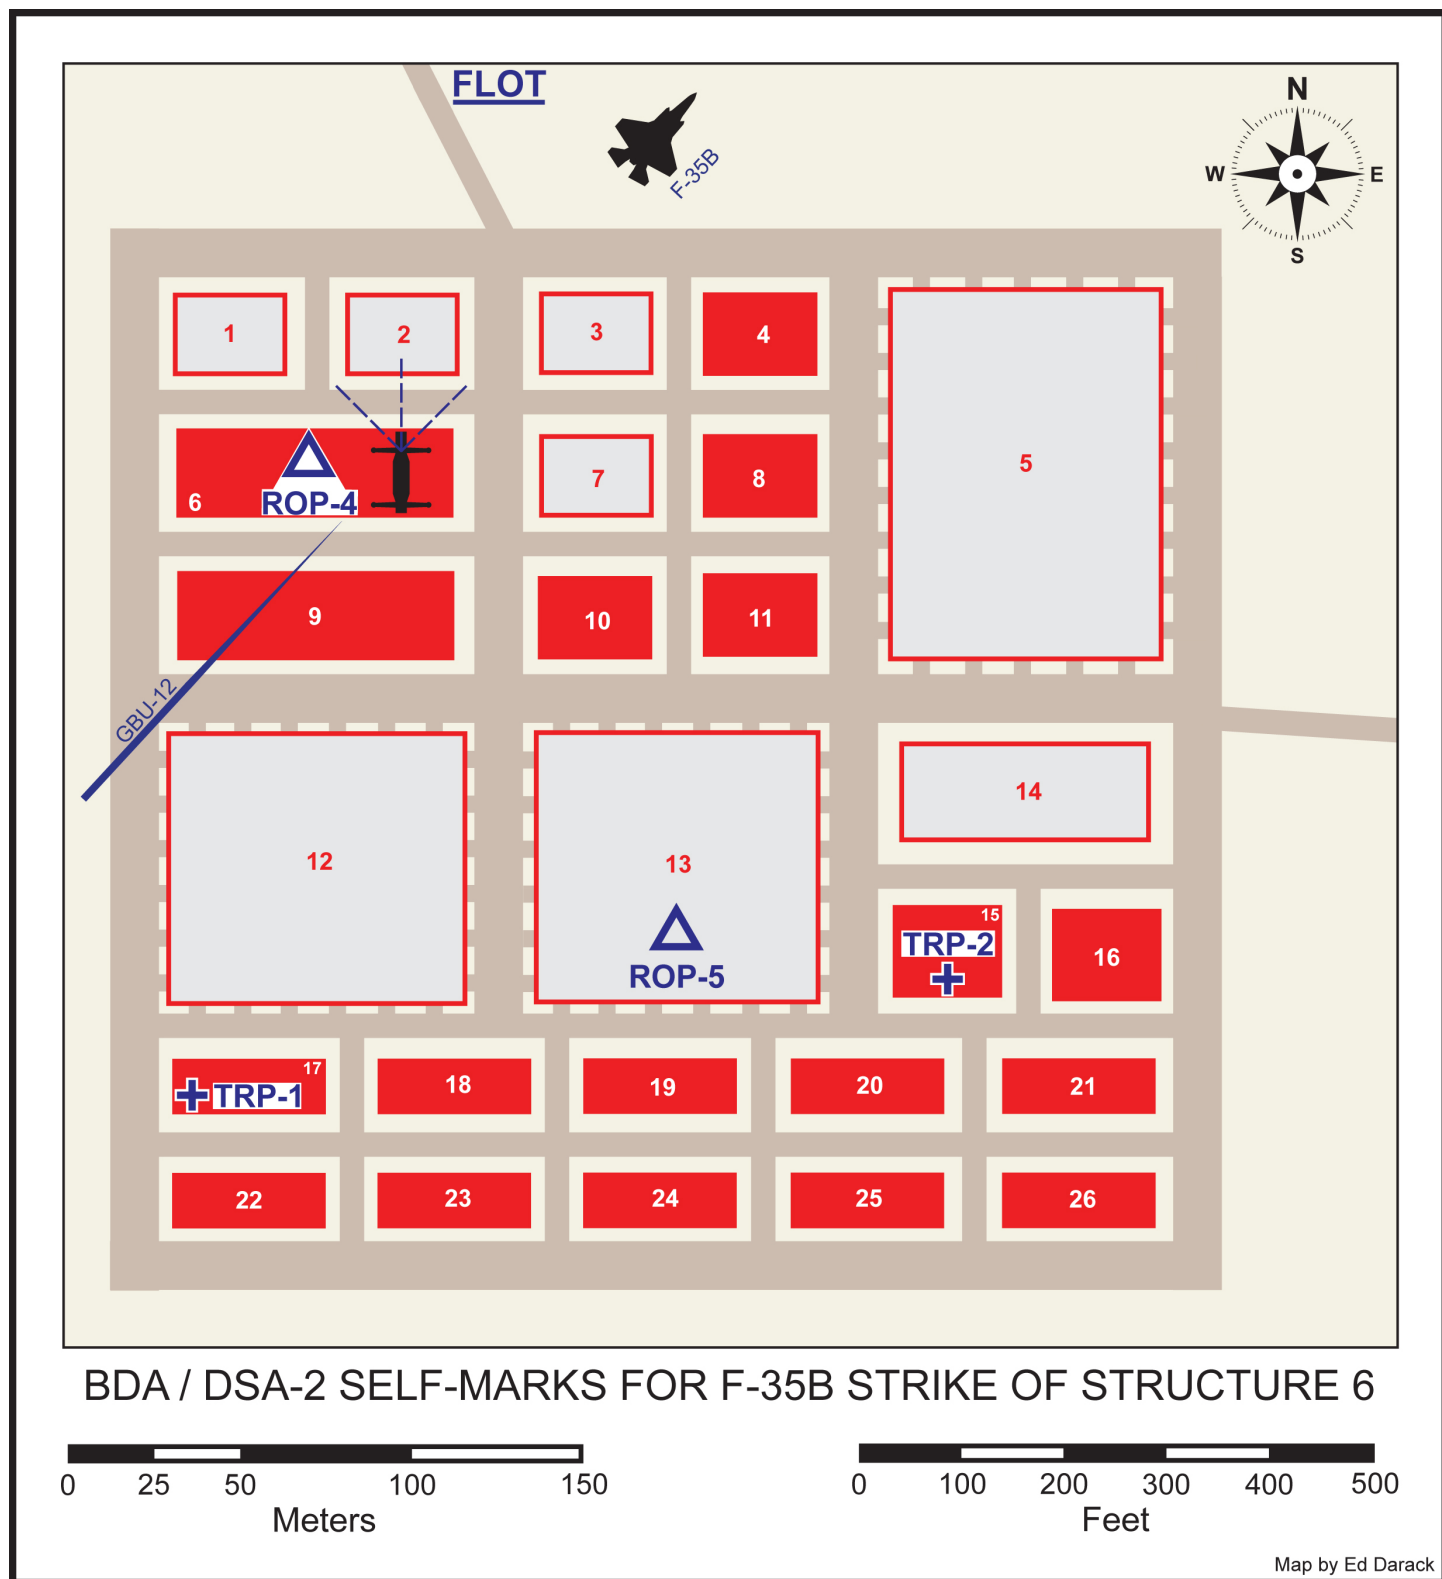 FLOT
N
F-35B
W
E
S
1
2
3
4
5
6
ROP-4
7
8
9
10
11
GBU-12
12
13
ROP-5
14
15
TRP-2
16
17
TRP-1
18
19
20
21
22
23
24
25
26
BDA / DSA-2 SELF-MARKS FOR F-35B STRIKE OF STRUCTURE 6
0 25 50 100 150
Meters
0 100 200 300 400 500
Feet
Map by Ed Darack